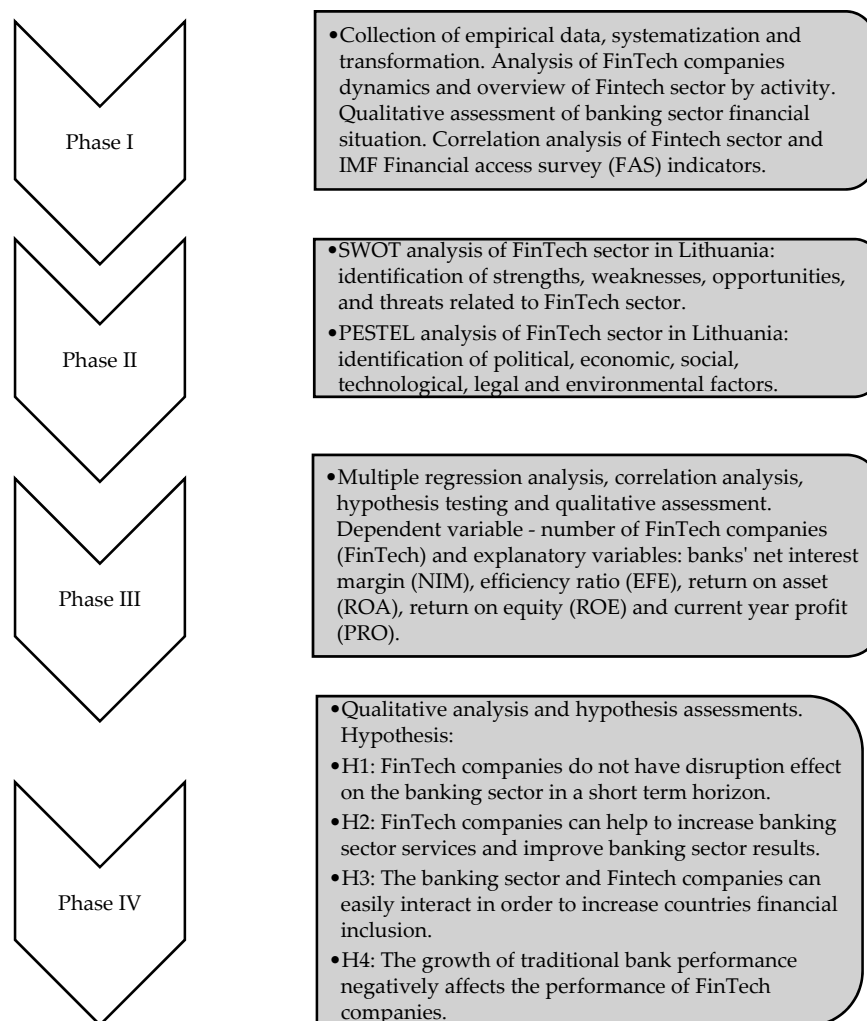 Phase I
•Collection of empirical data, systematization and
transformation. Analysis of FinTech companies
dynamics and overview of Fintech sector by activity.
Qualitative assessment of banking sector financial
situation. Correlation analysis of Fintech sector and
IMF Financial access survey (FAS) indicators.
Phase II
•SWOT analysis of FinTech sector in Lithuania:
identification of strengths, weaknesses, opportunities,
and threats related to FinTech sector.
•PESTEL analysis of FinTech sector in Lithuania:
identification of political, economic, social,
technological, legal and environmental factors.
Phase III
•Multiple regression analysis, correlation analysis,
hypothesis testing and qualitative assessment.
Dependent variable - number of FinTech companies
(FinTech) and explanatory variables: banks' net interest
margin (NIM), efficiency ratio (EFE), return on asset
(ROA), return on equity (ROE) and current year profit
(PRO).
Phase IV
•Qualitative analysis and hypothesis assessments.
Hypothesis:
•H1: FinTech companies do not have disruption effect
on the banking sector in a short term horizon.
•H2: FinTech companies can help to increase banking
sector services and improve banking sector results.
•H3: The banking sector and Fintech companies can
easily interact in order to increase countries financial
inclusion.
•H4: The growth of traditional bank performance
negatively affects the performance of FinTech
companies.